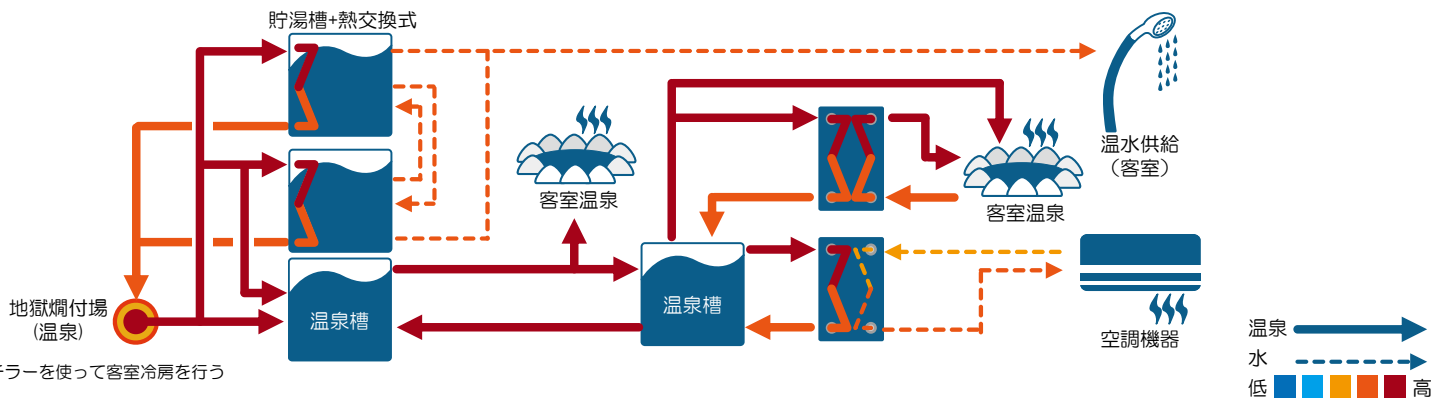 貯湯槽+熱交換式
温水供給
(客室)
客室温泉
客室温泉
温泉槽
温泉槽
地獄燗付場
(温泉)
空調機器
チラーを使って客室冷房を行う
温泉
水
低
高